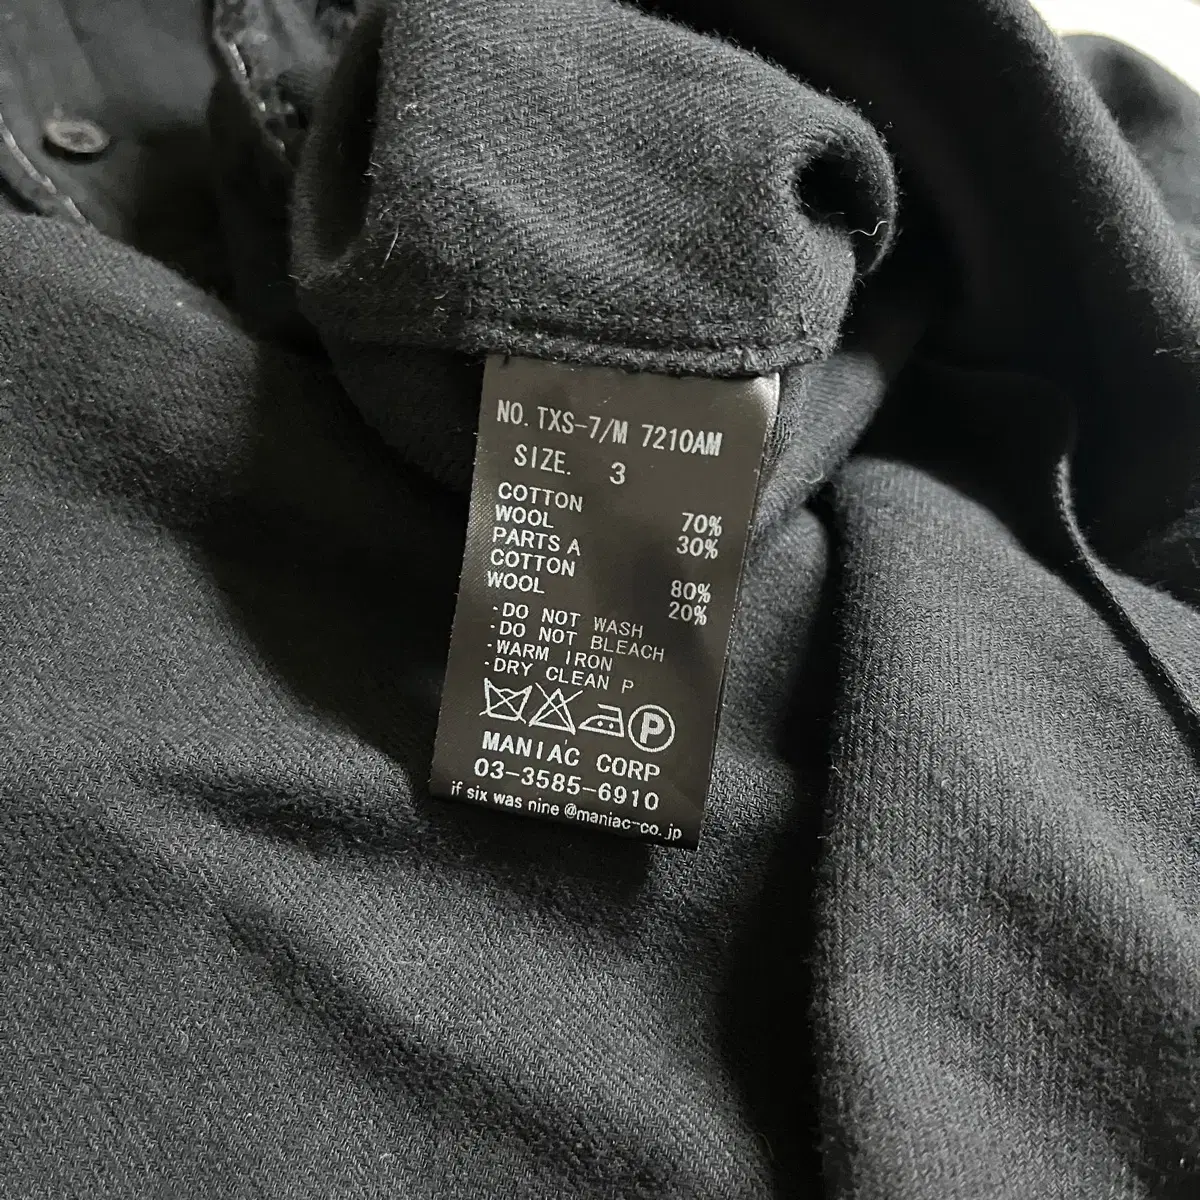 NO. TXS-7/M 7210AM
SIZE. 3
COTTON 70%
WOOL 30%
PARTS A
COTTON 80%
WOOL 20%
·DO NOT WASH
·DO NOT BLEACH
·WARM IRON
·DRY CLEAN P
P
MANIAC CORP
03-3585-6910
if six was nine @maniac-co.jp